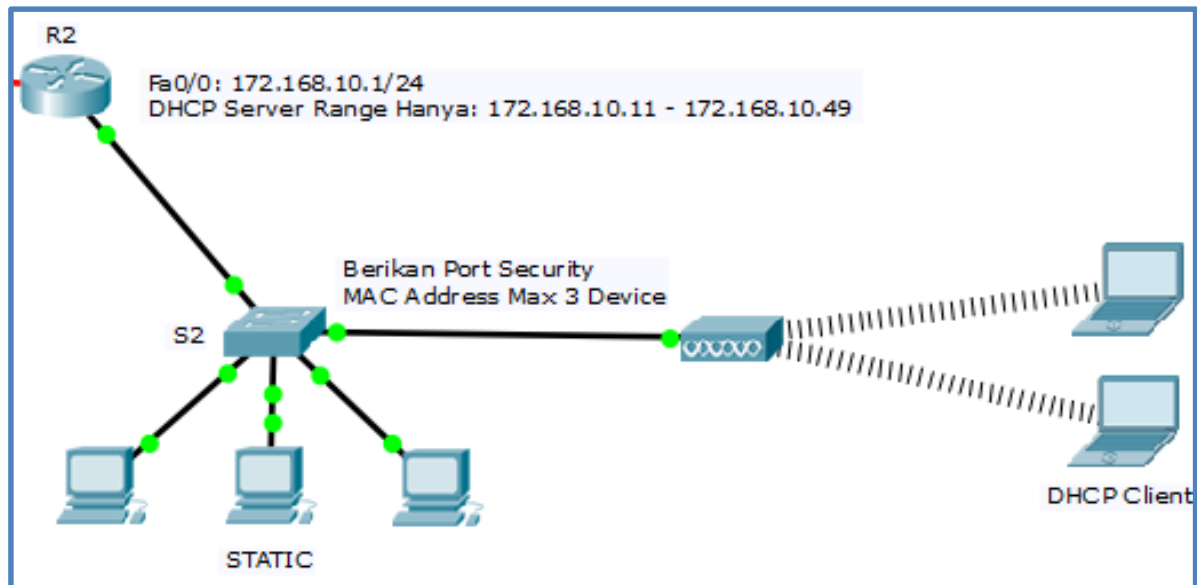 R2
Fa0/0: 172.168.10.1/24
DHCP Server Range Hanya: 172.168.10.11 - 172.168.10.49
Berikan Port Security
MAC Address Max 3 Device
S2
DHCP Client
STATIC